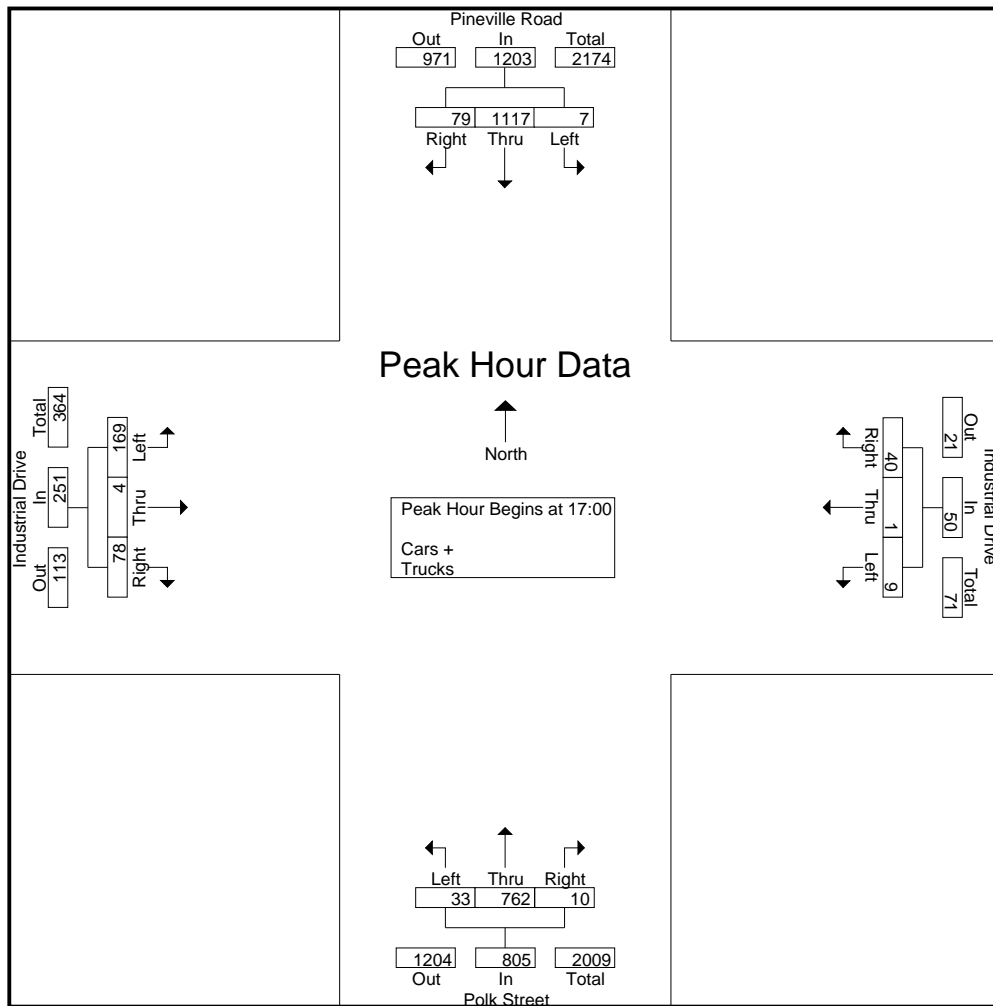 Pineville Road
Out In Total
971 1203 2174
79 1117 7
Right Thru Left
Peak Hour Data
North
Peak Hour Begins at 17:00
Cars +
Trucks
Industrial Drive
Total In Out
364 251 113
169 4 78
Left Thru Right
Industrial Drive
Out In Total
21 50 71
40 1 9
Right Thru Left
Left Thru Right
33 762 10
1204 805 2009
Out In Total
Polk Street